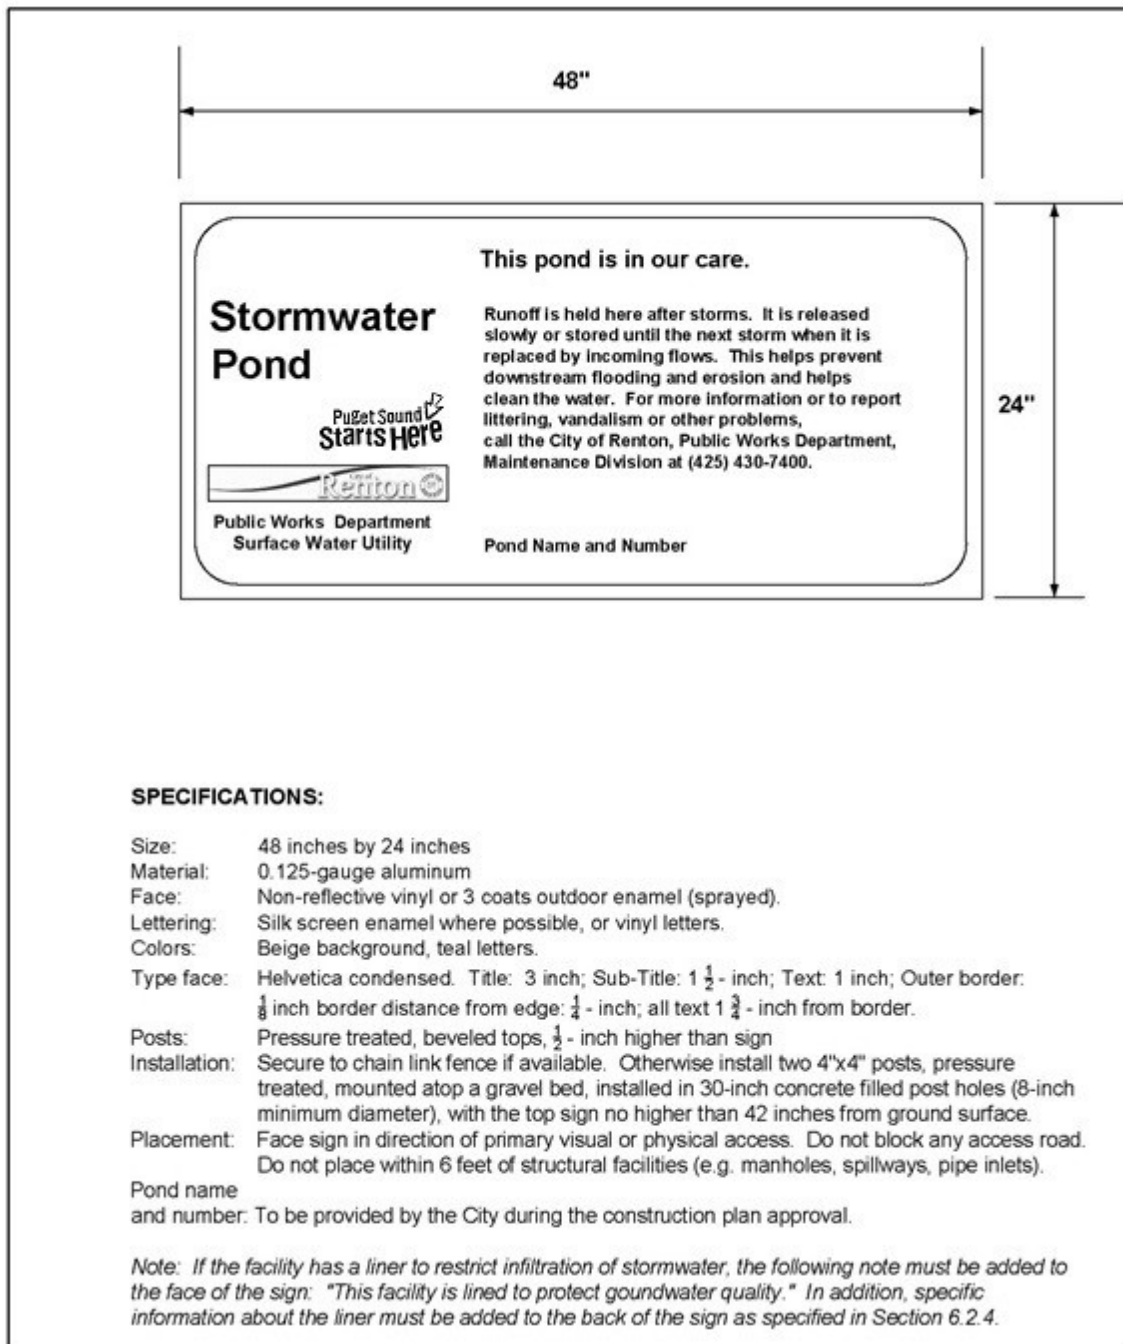 48"
This pond is in our care.
Stormwater
Pond
Runoff is held here after storms.  It is released
slowly or stored until the next storm when it is
replaced by incoming flows.  This helps prevent
downstream flooding and erosion and helps
clean the water.  For more information or to report
littering, vandalism or other problems,
call the City of Renton, Public Works Department,
Maintenance Division at (425) 430-7400.
24"
Puget Sound
Starts Here
Renton
Public Works  Department
Surface Water Utility
Pond Name and Number
SPECIFICATIONS:
Size: 48 inches by 24 inches
Material: 0.125-gauge aluminum
Face: Non-reflective vinyl or 3 coats outdoor enamel (sprayed).
Lettering: Silk screen enamel where possible, or vinyl letters.
Colors: Beige background, teal letters.
Type face: Helvetica condensed.  Title:  3 inch; Sub-Title: 1 1/2 - inch; Text: 1 inch; Outer border:
1/8 inch border distance from edge: 1/4 - inch; all text 1 3/4 - inch from border.
Posts: Pressure treated, beveled tops, 1/2 - inch higher than sign
Installation: Secure to chain link fence if available.  Otherwise install two 4"x4" posts, pressure
treated, mounted atop a gravel bed, installed in 30-inch concrete filled post holes (8-inch
minimum diameter), with the top sign no higher than 42 inches from ground surface.
Placement: Face sign in direction of primary visual or physical access.  Do not block any access road.
Do not place within 6 feet of structural facilities (e.g. manholes, spillways, pipe inlets).
Pond name
and number: To be provided by the City during the construction plan approval.
Note:  If the facility has a liner to restrict infiltration of stormwater, the following note must be added to
the face of the sign:  "This facility is lined to protect goundwater quality."  In addition, specific
information about the liner must be added to the back of the sign as specified in Section 6.2.4.